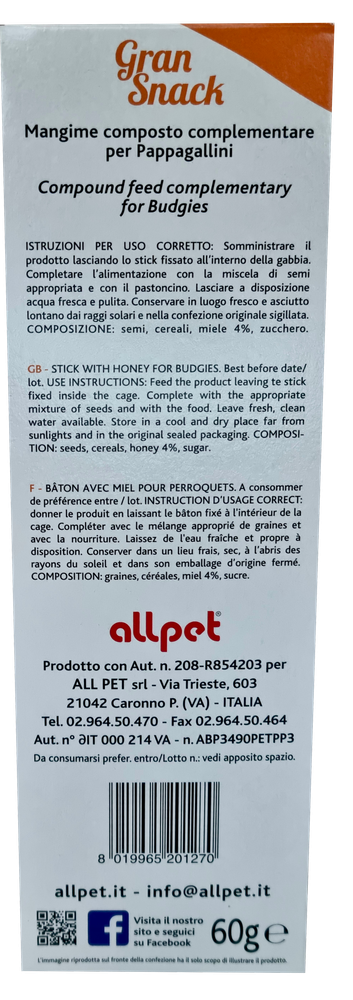 Gran
Snack
Mangime composto complementare
per Pappagallini
Compound feed complementary
for Budgies
ISTRUZIONI PER USO CORRETTO: Somministrare il
prodotto lasciando lo stick fissato all'interno della gabbia.
Completare l'alimentazione con la miscela di semi
appropriata e con il pastoncino. Lasciare a disposizione
acqua fresca e pulita. Conservare in luogo fresco e asciutto
lontano dai raggi solari e nella confezione originale sigillata.
COMPOSIZIONE: semi, cereali, miele 4%, zucchero.
GB - STICK WITH HONEY FOR BUDGIES. Best before date/
lot. USE INSTRUCTIONS: Feed the product leaving te stick
fixed inside the cage. Complete with the appropriate
mixture of seeds and with the food. Leave fresh, clean
water available. Store in a cool and dry place far from
sunlights and in the original sealed packaging. COMPOSI-
TION: seeds, cereals, honey 4%, sugar.
F - BÂTON AVEC MIEL POUR PERROQUETS. A consommer
de préférence entre / lot. INSTRUCTION D'USAGE CORRECT:
donner le produit en laissant le bâton fixé à l'intérieur de la
cage. Compléter avec le mélange approprié de graines et
avec la nourriture. Laissez de l'eau fraîche et propre à
disposition. Conserver dans un lieu frais, sec, à l'abris des
rayons du soleil et dans son emballage d'origine fermé.
COMPOSITION: graines, céréales, miel 4%, sucre.
allpet®
Prodotto con Aut. n. 208-R854203 per
ALL PET srl - Via Trieste, 603
21042 Caronno P. (VA) - ITALIA
Tel. 02.964.50.470 - Fax 02.964.50.464
Aut. n° ∂IT 000 214 VA - n. ABP3490PETPP3
Da consumarsi prefer. entro/Lotto n.: vedi apposito spazio.
8 019965 201270
allpet.it - info@allpet.it
Visita il nostro
sito e seguici
su Facebook
60g℮
L'immagine riprodotta sul fronte della confezione ha il solo scopo di illustrare il prodotto.